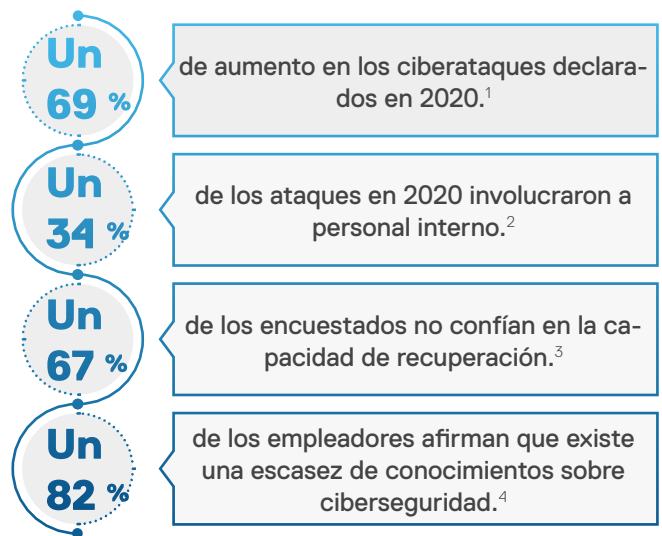 Un
69 %
de aumento en los ciberataques declara-
dos en 2020.1
Un
34 %
de los ataques en 2020 involucraron a
personal interno.2
Un
67 %
de los encuestados no confían en la ca-
pacidad de recuperación.3
Un
82 %
de los empleadores afirman que existe
una escasez de conocimientos sobre
ciberseguridad.4